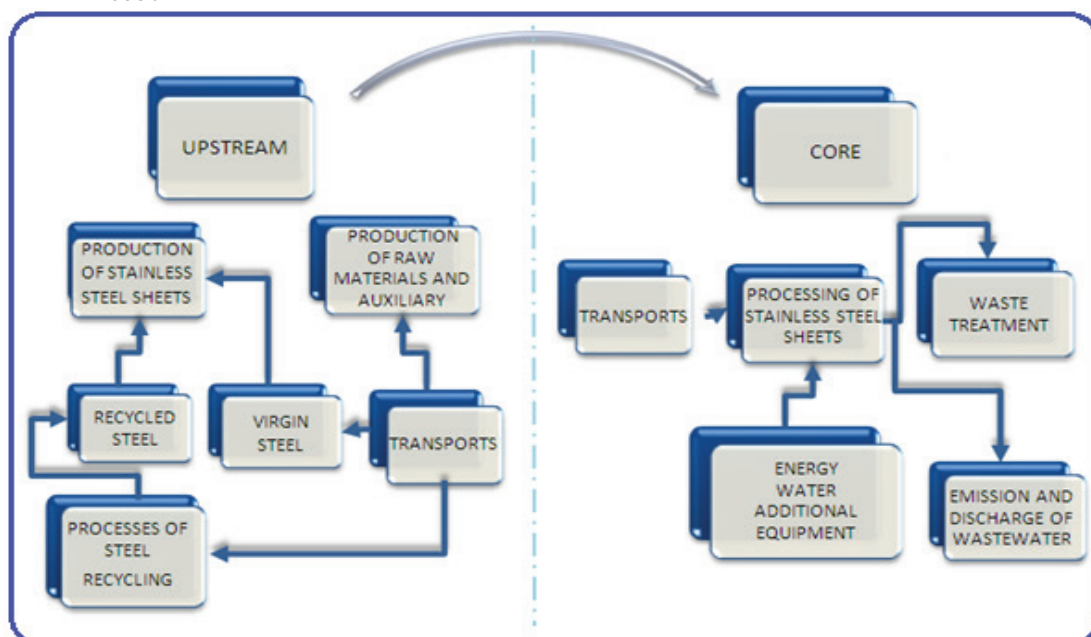 UPSTREAM
CORE
PRODUCTION
OF STAINLESS
STEEL SHEETS
PRODUCTION
OF RAW
MATERIALS AND
AUXILIARY
RECYCLED
STEEL
VIRGIN
STEEL
TRANSPORTS
PROCESSES OF
STEEL
RECYCLING
TRANSPORTS
PROCESSING OF
STAINLESS STEEL
SHEETS
WASTE
TREATMENT
ENERGY
WATER
ADDITIONAL
EQUIPMENT
EMISSION AND
DISCHARGE OF
WASTEWATER